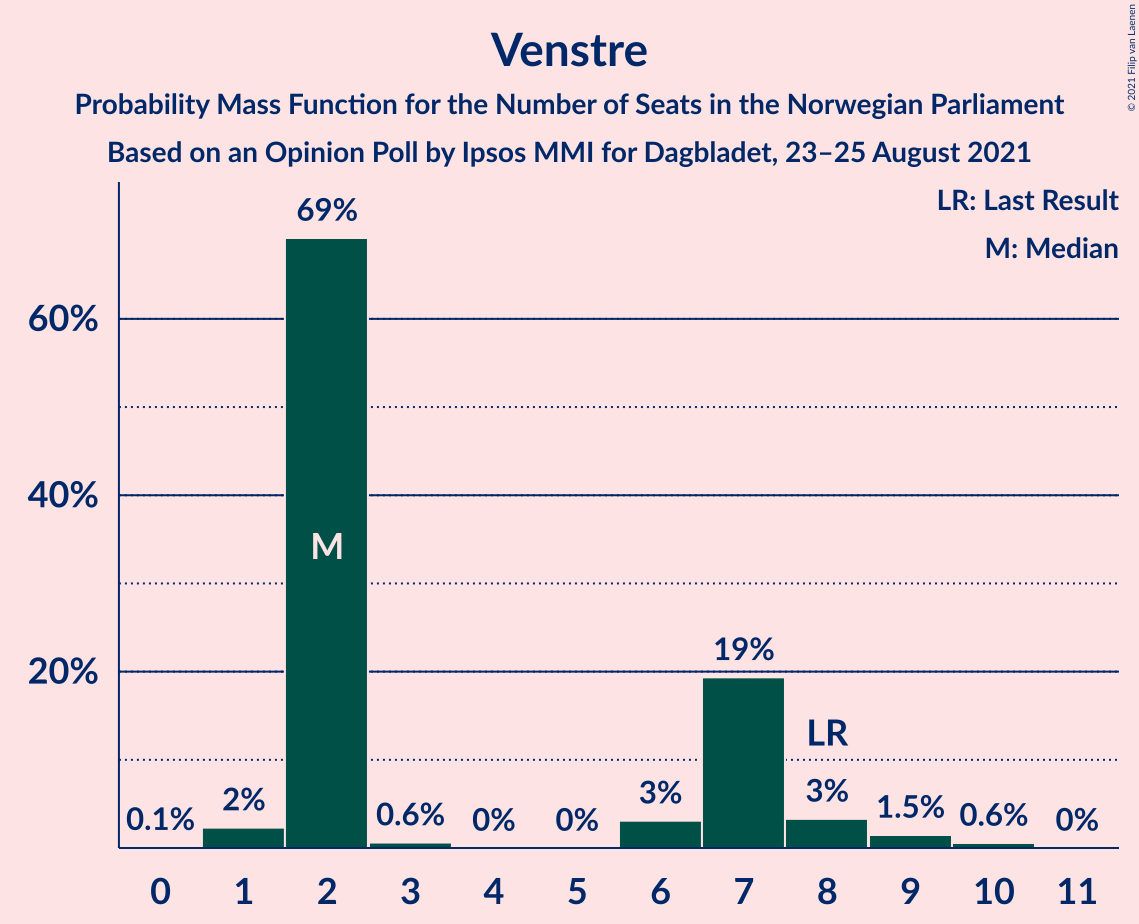 Venstre
Probability Mass Function for the Number of Seats in the Norwegian Parliament
Based on an Opinion Poll by Ipsos MMI for Dagbladet, 23–25 August 2021
© 2021 Filip van Laenen
LR: Last Result
M: Median
60%
40%
20%
0.1%
2%
69%
M
0.6%
0%
0%
3%
19%
LR
3%
1.5%
0.6%
0%
0 1 2 3 4 5 6 7 8 9 10 11